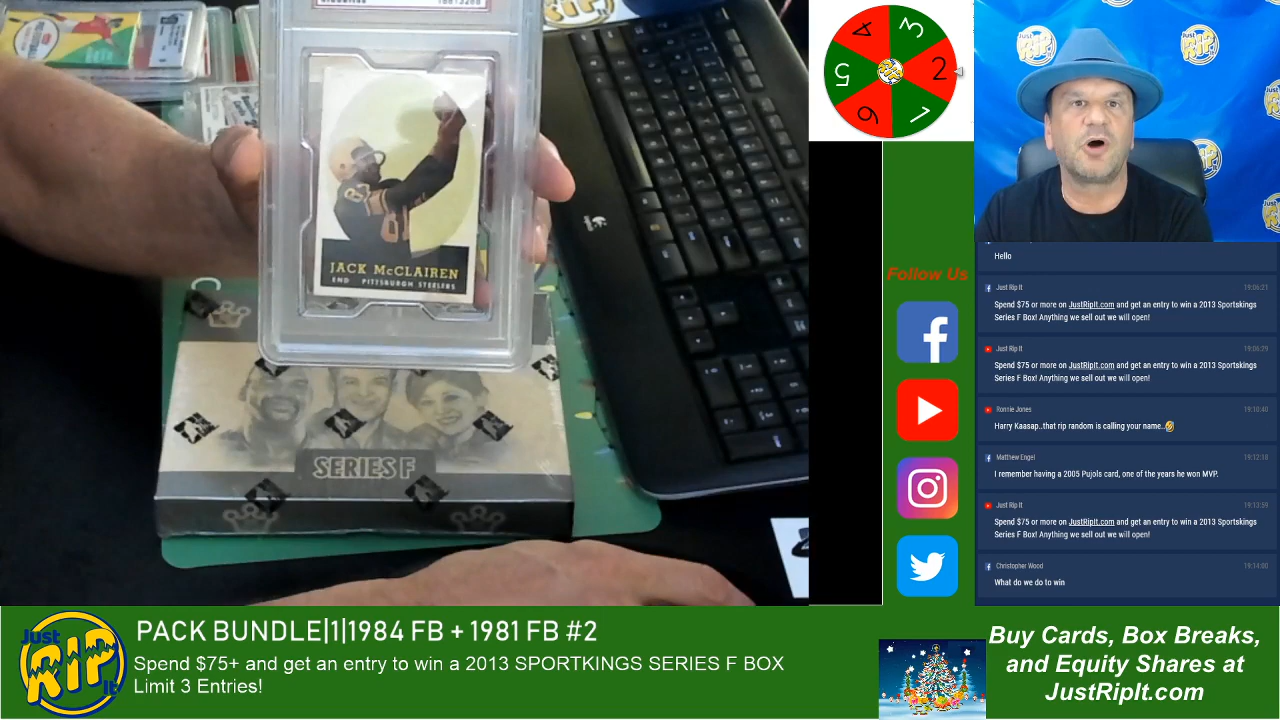 JACK McCLAIREN
END PITTSBURGH STEELERS
SERIES F
4
3
5
2
6
1
Follow Us
Hello
Just Rip It 19:06:21
Spend $75 or more on JustRipIt.com and get an entry to win a 2013 Sportskings
Series F Box! Anything we sell out we will open!
Just Rip It 19:06:29
Spend $75 or more on JustRipIt.com and get an entry to win a 2013 Sportskings
Series F Box! Anything we sell out we will open!
Ronnie Jones 19:10:40
Harry Kaasap..that rip random is calling your name..🤣
Matthew Engel 19:12:18
I remember having a 2005 Pujols card, one of the years he won MVP.
Just Rip It 19:13:59
Spend $75 or more on JustRipIt.com and get an entry to win a 2013 Sportskings
Series F Box! Anything we sell out we will open!
Christopher Wood 19:14:00
What do we do to win
Just
RIP
It
PACK BUNDLE|1|1984 FB + 1981 FB #2
Spend $75+ and get an entry to win a 2013 SPORTKINGS SERIES F BOX
Limit 3 Entries!
Buy Cards, Box Breaks,
and Equity Shares at
JustRipIt.com